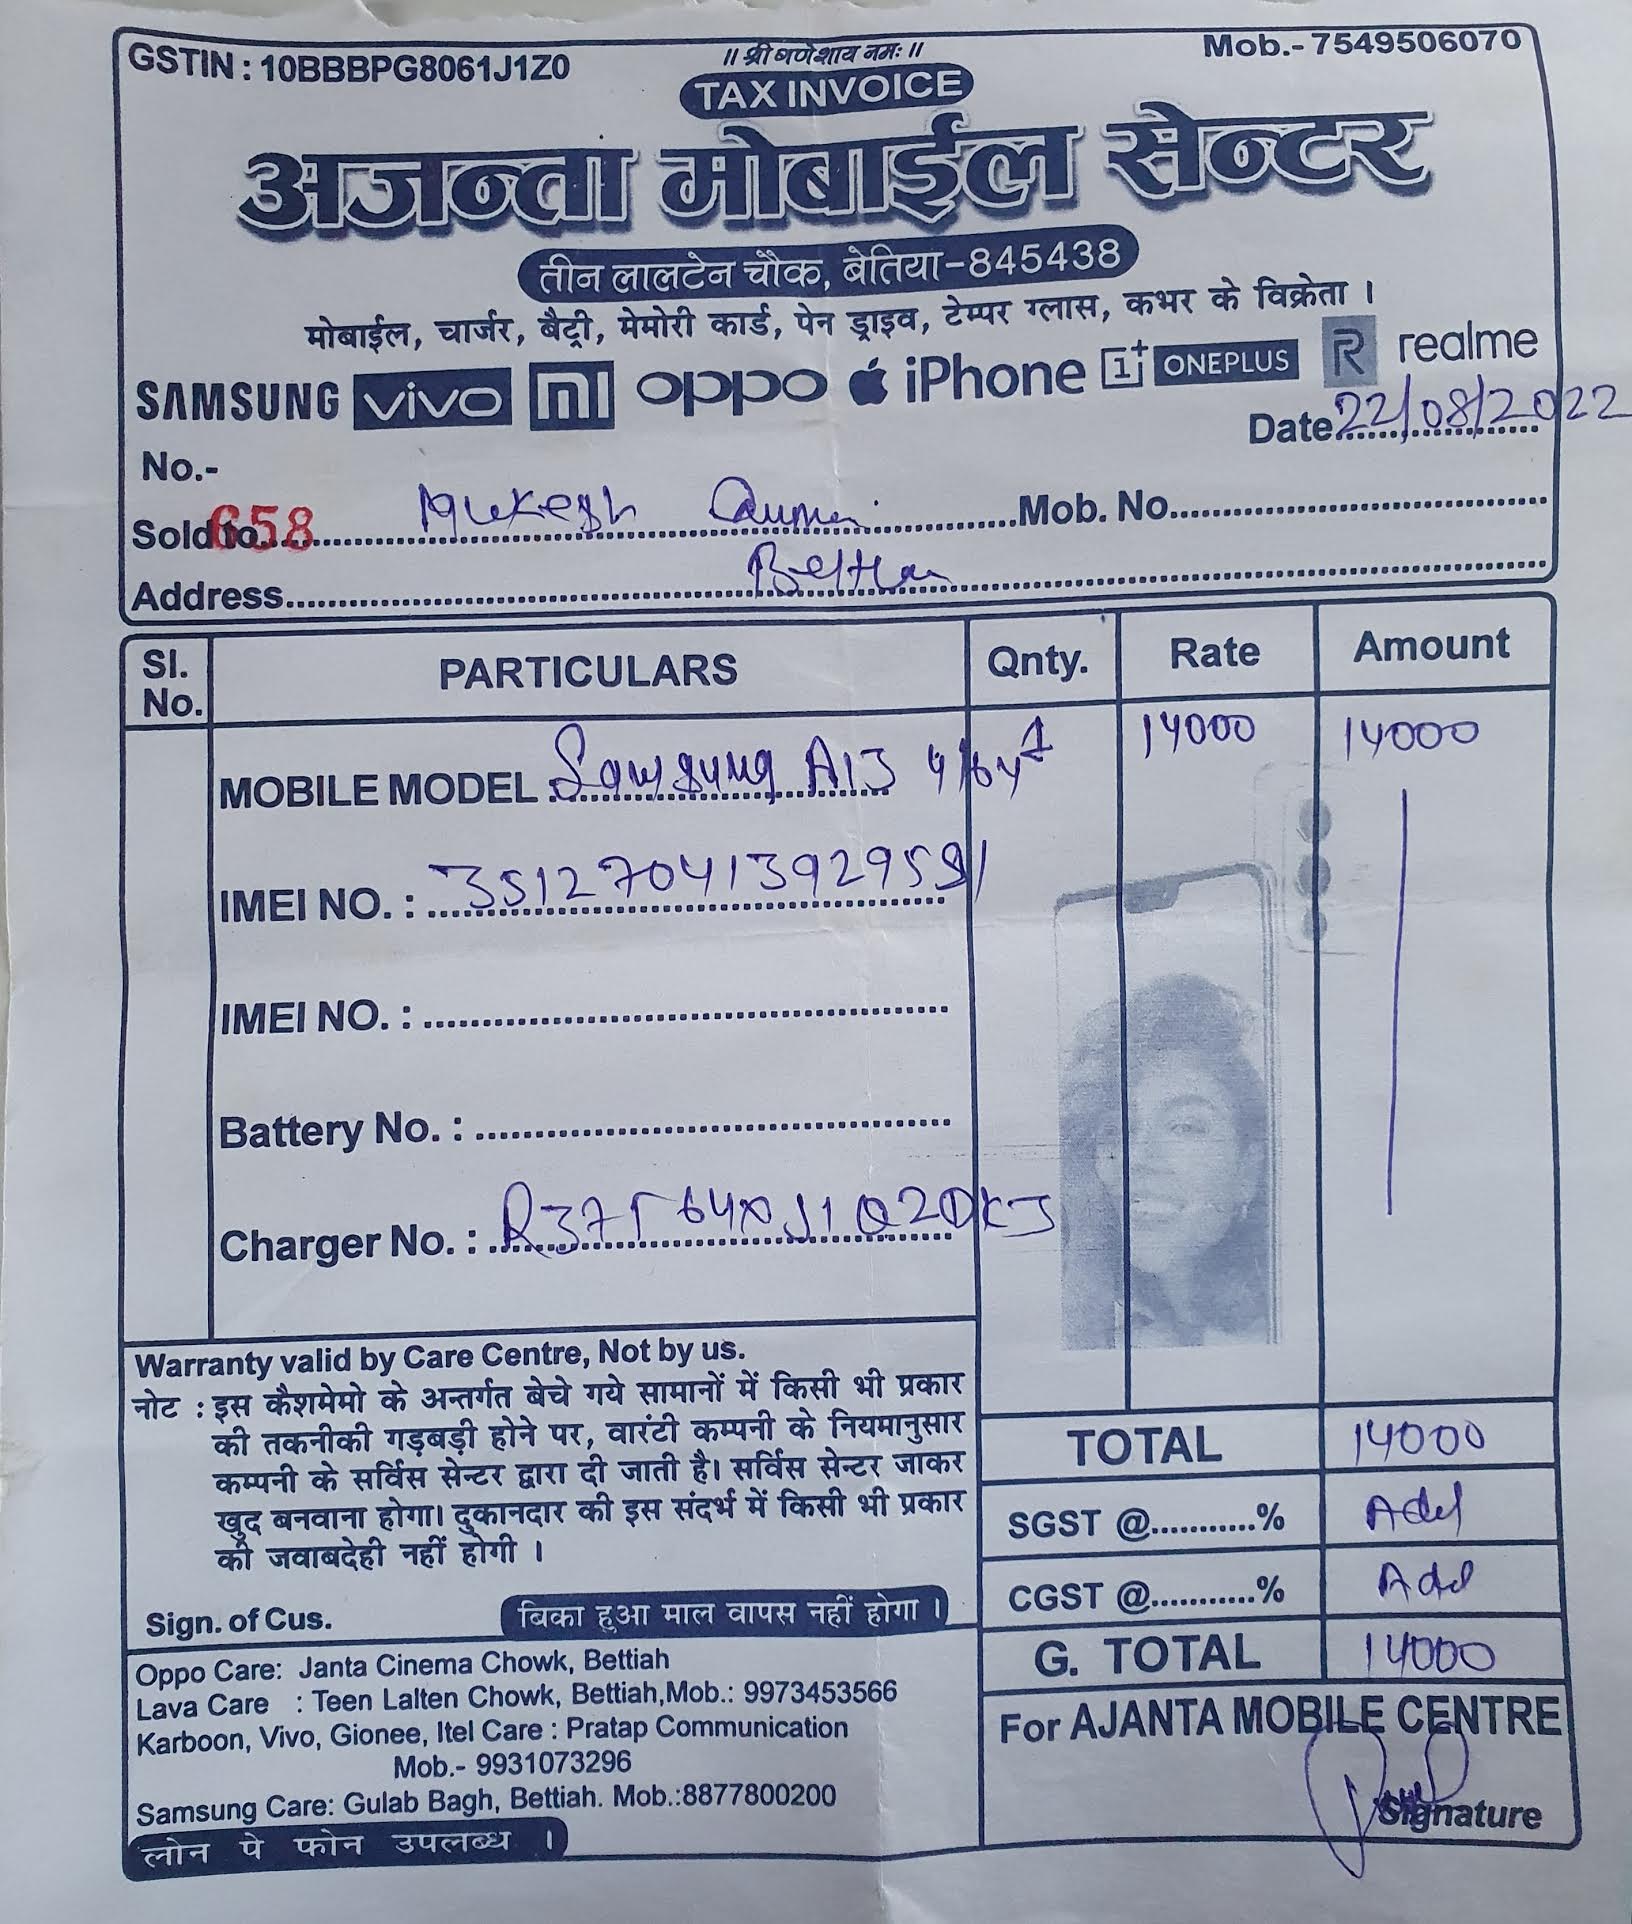 GSTIN : 10BBBPG8061J1Z0
॥ श्री गणेशाय नमः ॥
Mob.- 7549506070
TAX INVOICE
अजन्ता मोबाईल सेन्टर
तीन लालटेन चौक, बेतिया-845438
मोबाईल, चार्जर, बैट्री, मेमोरी कार्ड, पेन ड्राइव, टेम्पर ग्लास, कभर के विक्रेता ।
SAMSUNG vivo mi oppo iPhone 1+ ONEPLUS R realme
Date 22/08/2022
No.-
658
Sold to Mukesh Mob. No.
Address
Sl. No. PARTICULARS Qnty. Rate Amount
MOBILE MODEL Samsung A13 4/64 1 14000 14000
IMEI NO. : 351270413929591
IMEI NO. :
Battery No. :
Charger No. :
Warranty valid by Care Centre, Not by us.
नोट : इस कैशमेमो के अन्तर्गत बेचे गये सामानों में किसी भी प्रकार
की तकनीकी गड़बड़ी होने पर, वारंटी कम्पनी के नियमानुसार
कम्पनी के सर्विस सेन्टर द्वारा दी जाती है। सर्विस सेन्टर जाकर
खुद बनवाना होगा। दुकानदार की इस संदर्भ में किसी भी प्रकार
की जवाबदेही नहीं होगी ।
Sign. of Cus.
बिका हुआ माल वापस नहीं होगा ।
TOTAL 14000
SGST @............%
CGST @............%
G. TOTAL 14000
Oppo Care: Janta Cinema Chowk, Bettiah
Lava Care : Teen Lalten Chowk, Bettiah,Mob.: 9973453566
Karboon, Vivo, Gionee, Itel Care : Pratap Communication
Mob.- 9931073296
Samsung Care: Gulab Bagh, Bettiah. Mob.:8877800200
लोन पे फोन उपलब्ध ।
For AJANTA MOBILE CENTRE
Signature